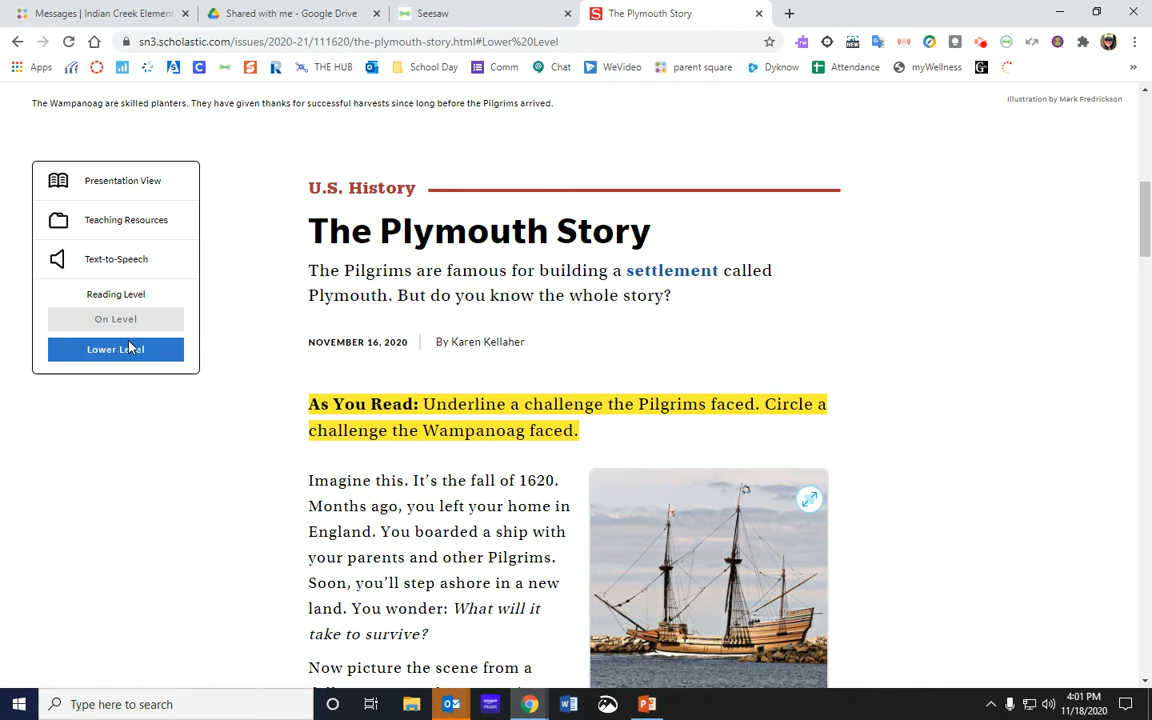 Messages | Indian Creek Element
Shared with me - Google Drive
Seesaw
The Plymouth Story
sn3.scholastic.com/issues/2020-21/111620/the-plymouth-story.html#Lower%20Level
Apps
THE HUB
School Day
Comm
Chat
WeVideo
parent square
Dyknow
Attendance
myWellness
»
The Wampanoag are skilled planters. They have given thanks for successful harvests since long before the Pilgrims arrived.
Illustration by Mark Fredrickson
Presentation View
Teaching Resources
Text-to-Speech
Reading Level
On Level
Lower Level
U.S. History
The Plymouth Story
The Pilgrims are famous for building a settlement called
Plymouth. But do you know the whole story?
NOVEMBER 16, 2020
By Karen Kellaher
As You Read: Underline a challenge the Pilgrims faced. Circle a
challenge the Wampanoag faced.
Imagine this. It's the fall of 1620.
Months ago, you left your home in
England. You boarded a ship with
your parents and other Pilgrims.
Soon, you'll step ashore in a new
land. You wonder: What will it
take to survive?
Now picture the scene from a
Type here to search
4:01 PM
11/18/2020